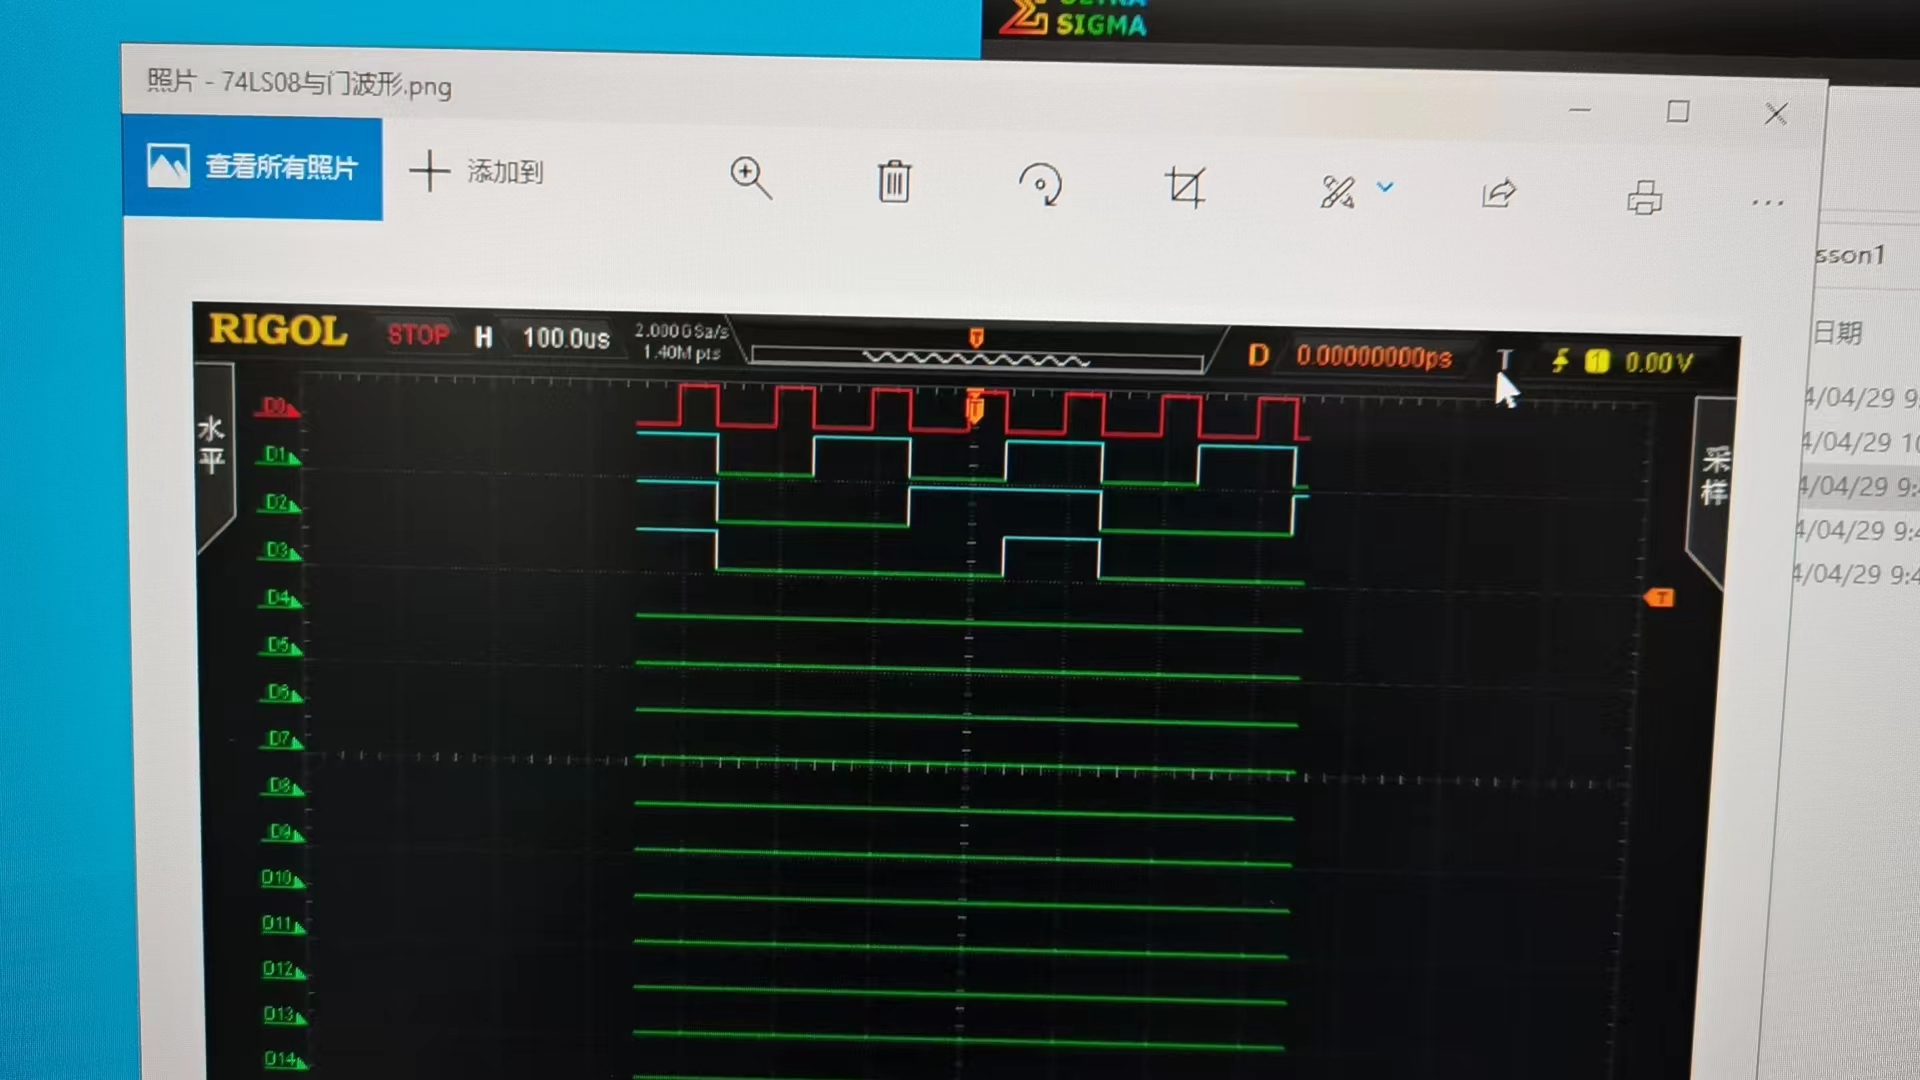 SIGMA
照片 - 74LS08与门波形.png
查看所有照片
添加到
sson1
日期
RIGOL STOP H 100.0us 2.000GSa/s D 0.00000000ps T 1 0.00V
1.40M pts
T
水平
采样
D0
T
D1
D2
D3
D4
T
D5
D6
D7
D8
D9
D10
D11
D12
D13
D14
4/04/29 9:
4/04/29 10
4/04/29 9:4
4/04/29 9:4
4/04/29 9:4